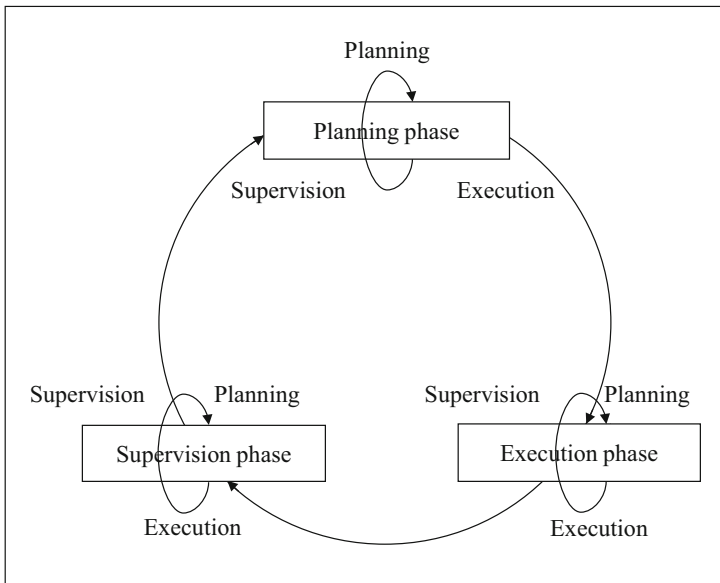 Planning
Planning phase
Supervision Execution
Supervision Planning Supervision Planning
Supervision phase Execution phase
Execution Execution